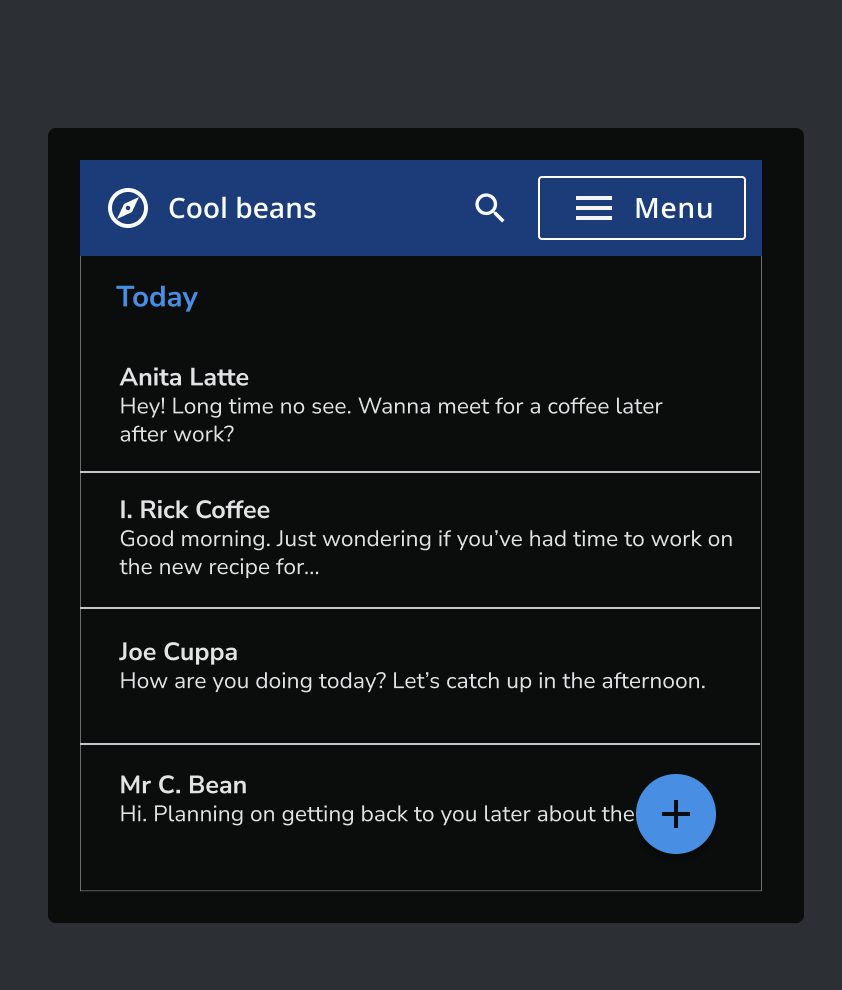 Cool beans
Menu
Today
Anita Latte
Hey! Long time no see. Wanna meet for a coffee later
after work?
I. Rick Coffee
Good morning. Just wondering if you’ve had time to work on
the new recipe for...
Joe Cuppa
How are you doing today? Let’s catch up in the afternoon.
Mr C. Bean
Hi. Planning on getting back to you later about the